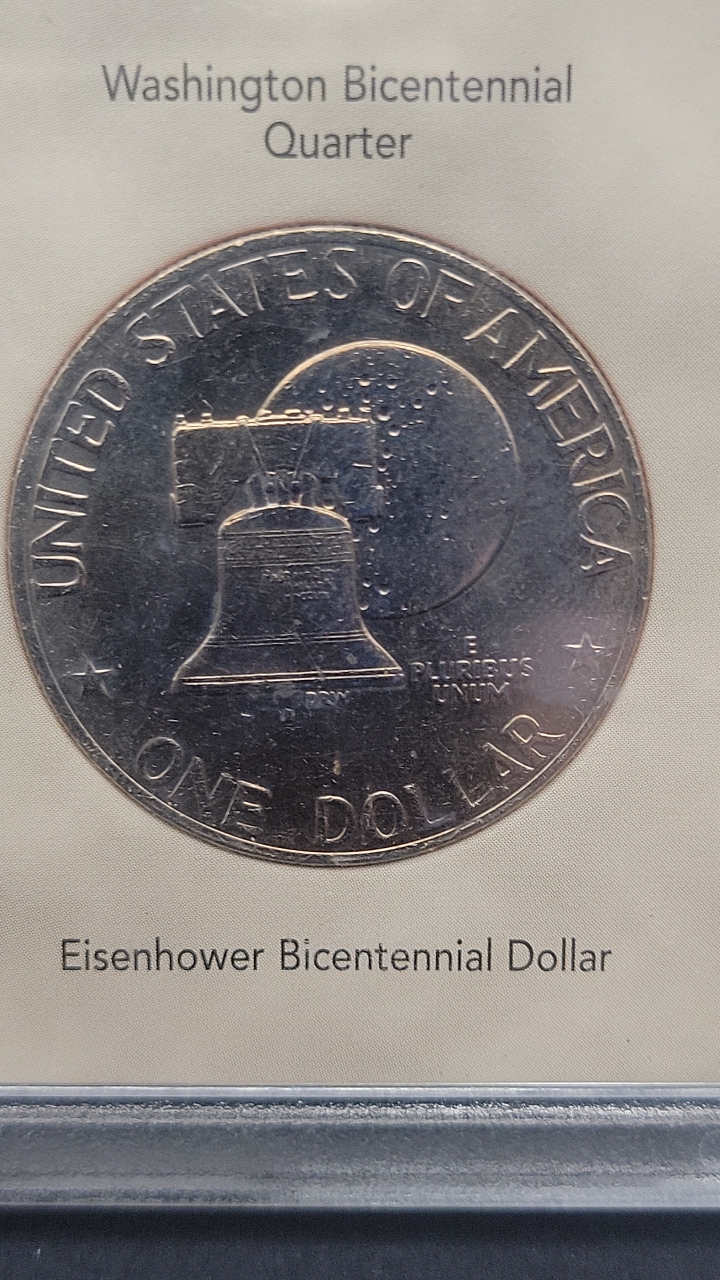 Washington Bicentennial
Quarter
UNITED STATES OF AMERICA
E
PLURIBUS
UNUM
ONE DOLLAR
Eisenhower Bicentennial Dollar